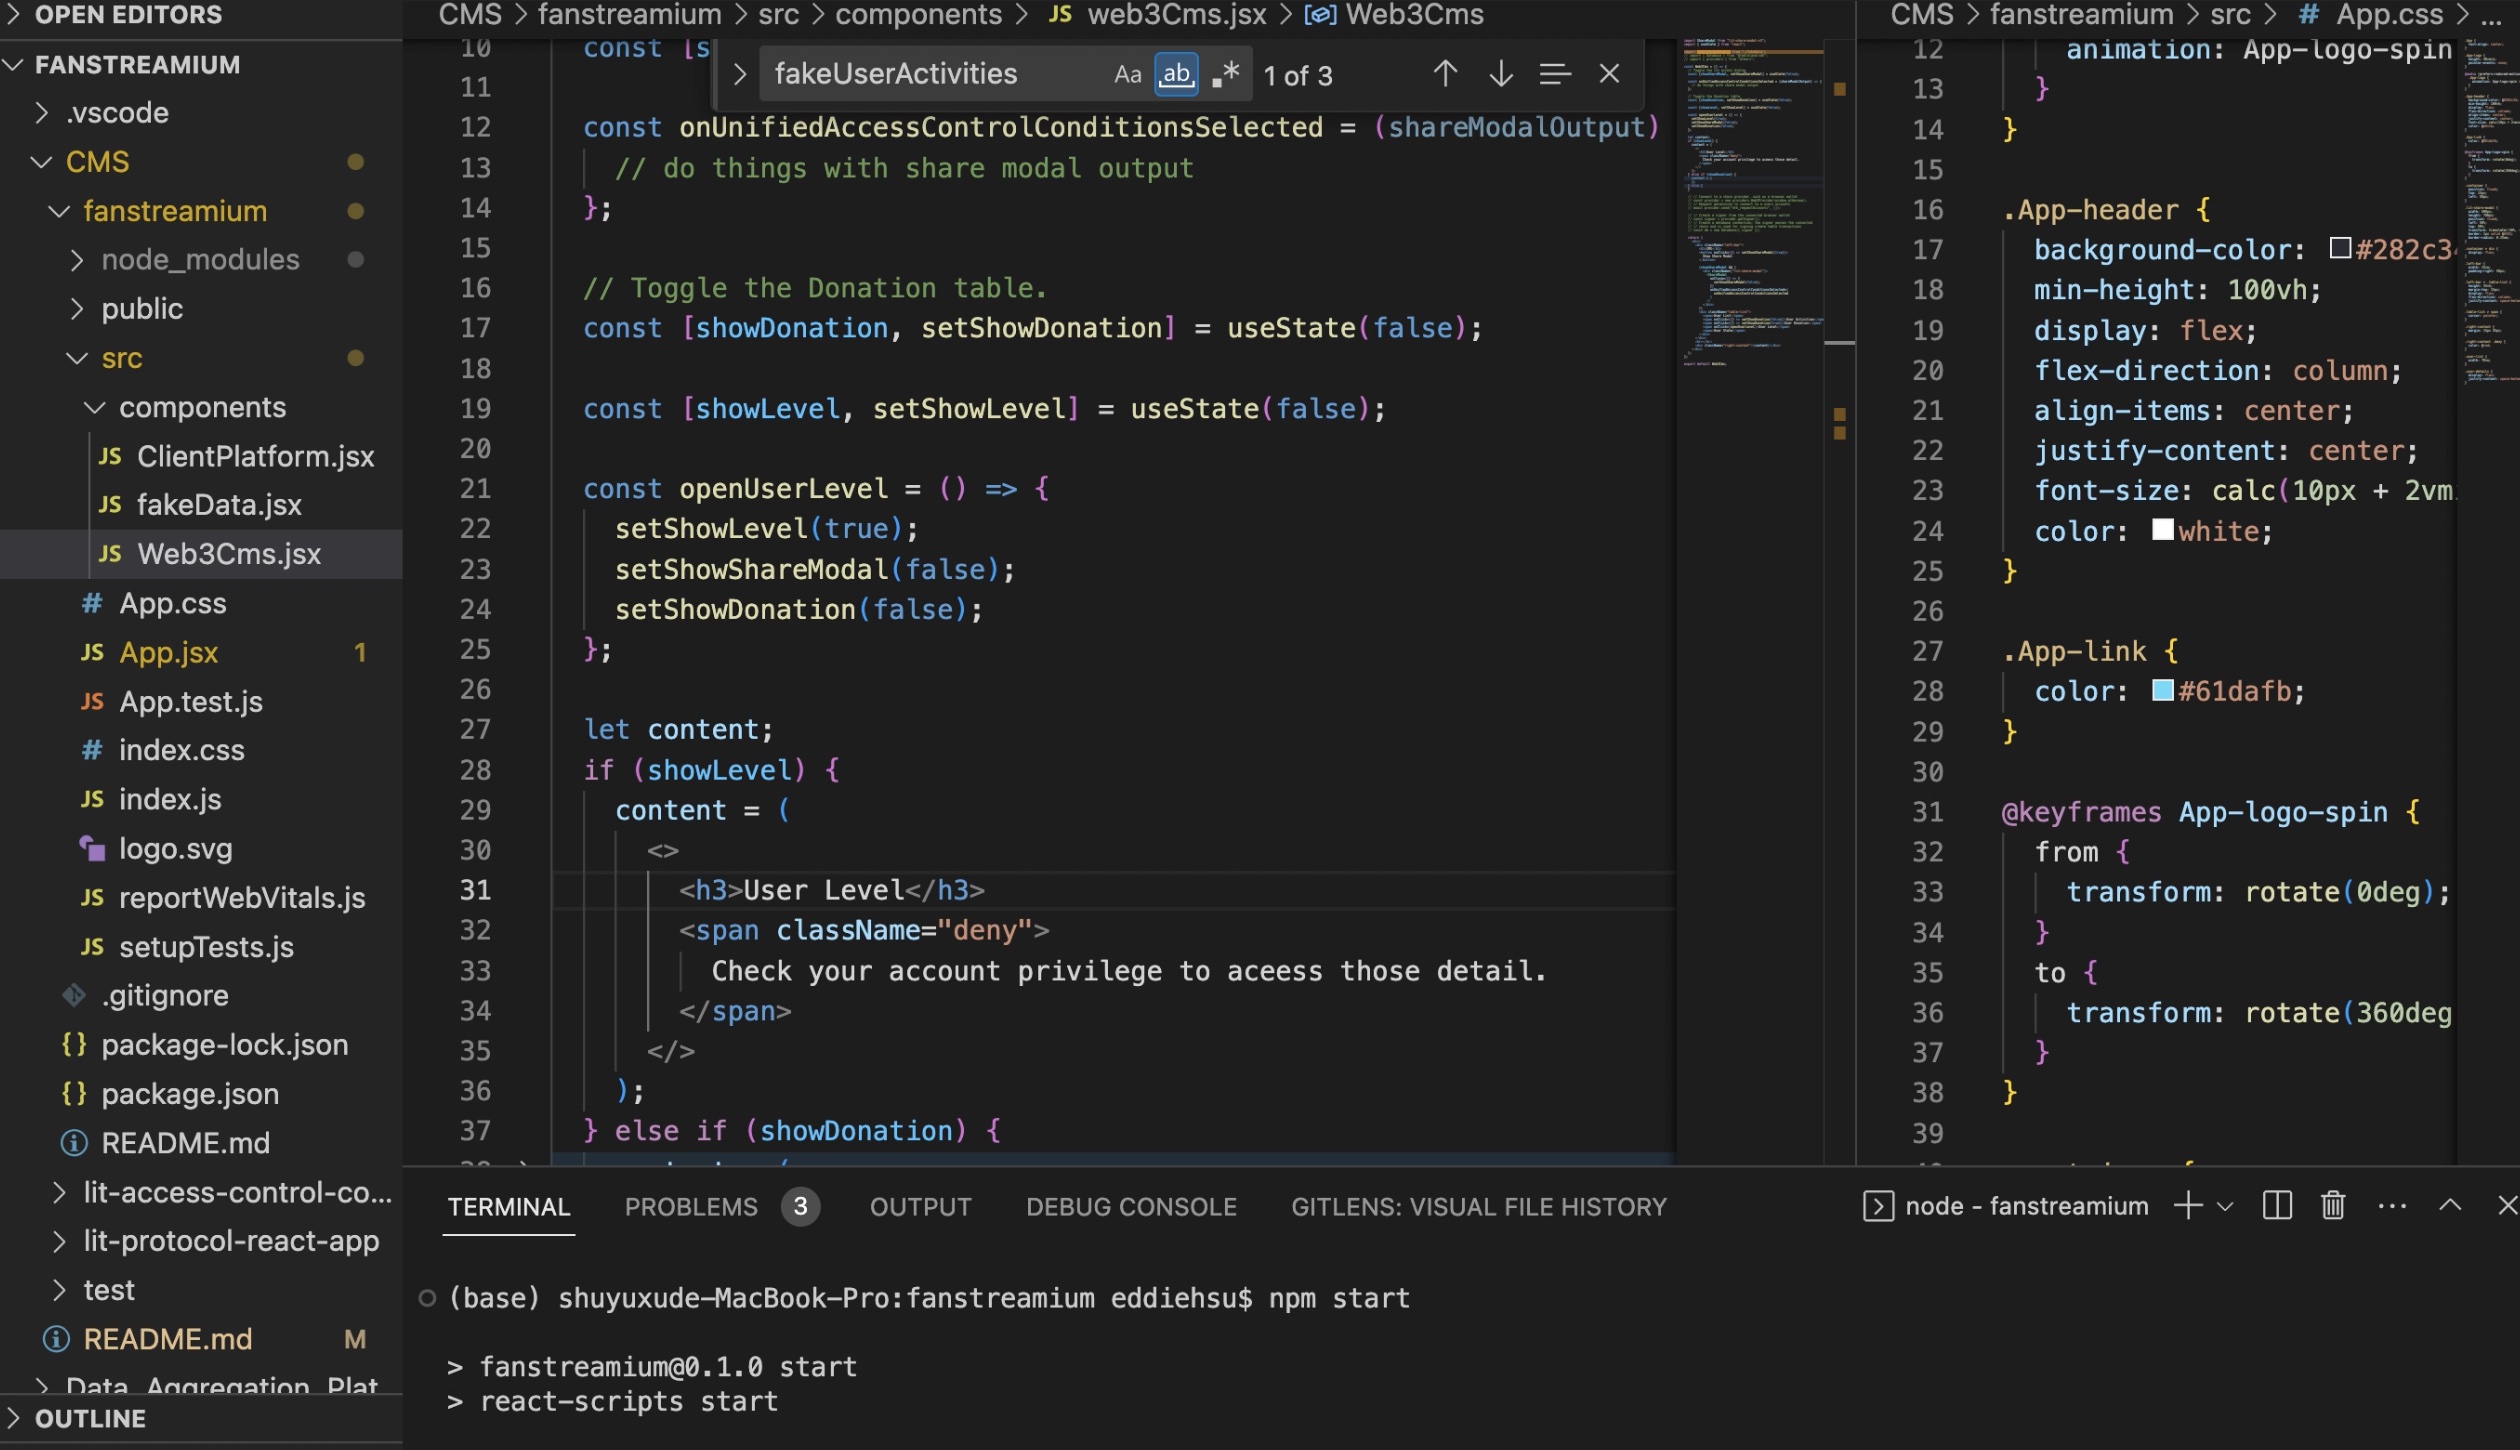 OPEN EDITORS
FANSTREAMIUM
.vscode
CMS
fanstreamium
node_modules
public
src
components
JS ClientPlatform.jsx
JS fakeData.jsx
JS Web3Cms.jsx
# App.css
JS App.jsx 1
JS App.test.js
# index.css
JS index.js
logo.svg
JS reportWebVitals.js
JS setupTests.js
.gitignore
{} package-lock.json
{} package.json
README.md
lit-access-control-co...
lit-protocol-react-app
test
README.md M
Data_Aggregation_Plat
OUTLINE
CMS > fanstreamium > src > components > JS web3Cms.jsx > Web3Cms
fakeUserActivities Aa ab .* 1 of 3
10 const [s
11
12 const onUnifiedAccessControlConditionsSelected = (shareModalOutput)
13 // do things with share modal output
14 };
15
16 // Toggle the Donation table.
17 const [showDonation, setShowDonation] = useState(false);
18
19 const [showLevel, setShowLevel] = useState(false);
20
21 const openUserLevel = () => {
22 setShowLevel(true);
23 setShowShareModal(false);
24 setShowDonation(false);
25 };
26
27 let content;
28 if (showLevel) {
29 content = (
30 <>
31 <h3>User Level</h3>
32 <span className="deny">
33 Check your account privilege to aceess those detail.
34 </span>
35 </>
36 );
37 } else if (showDonation) {
CMS > fanstreamium > src > # App.css > ...
12 animation: App-logo-spin
13 }
14 }
15
16 .App-header {
17 background-color: #282c34
18 min-height: 100vh;
19 display: flex;
20 flex-direction: column;
21 align-items: center;
22 justify-content: center;
23 font-size: calc(10px + 2vm
24 color: white;
25 }
26
27 .App-link {
28 color: #61dafb;
29 }
30
31 @keyframes App-logo-spin {
32 from {
33 transform: rotate(0deg);
34 }
35 to {
36 transform: rotate(360deg
37 }
38 }
39
TERMINAL PROBLEMS 3 OUTPUT DEBUG CONSOLE GITLENS: VISUAL FILE HISTORY
node - fanstreamium
(base) shuyuxude-MacBook-Pro:fanstreamium eddiehsu$ npm start
> fanstreamium@0.1.0 start
> react-scripts start